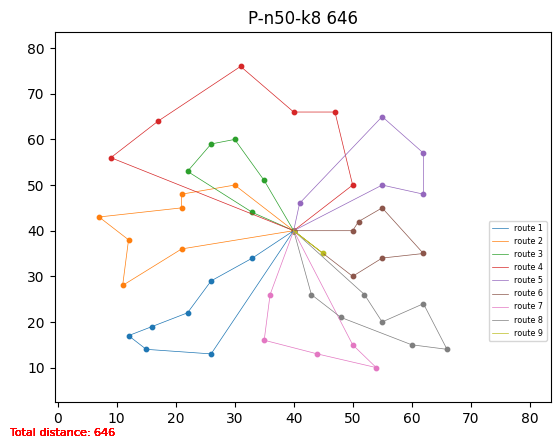 P-n50-k8 646
80
70
60
50
40
30
20
10
0 10 20 30 40 50 60 70 80
route 1
route 2
route 3
route 4
route 5
route 6
route 7
route 8
route 9
Total distance: 646